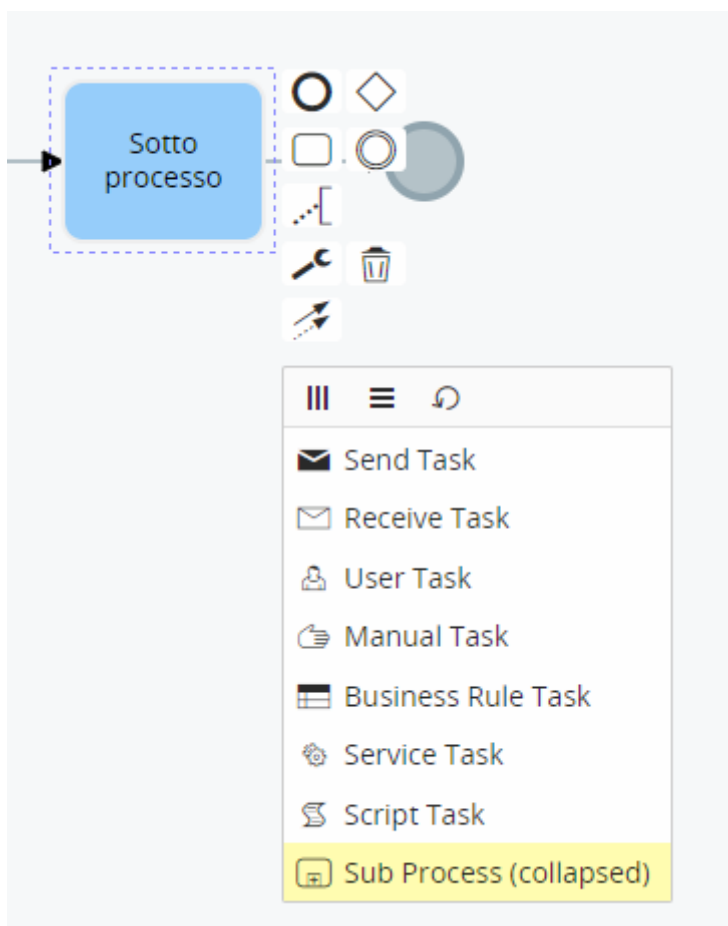 Sotto
processo
Send Task
Receive Task
User Task
Manual Task
Business Rule Task
Service Task
Script Task
Sub Process (collapsed)